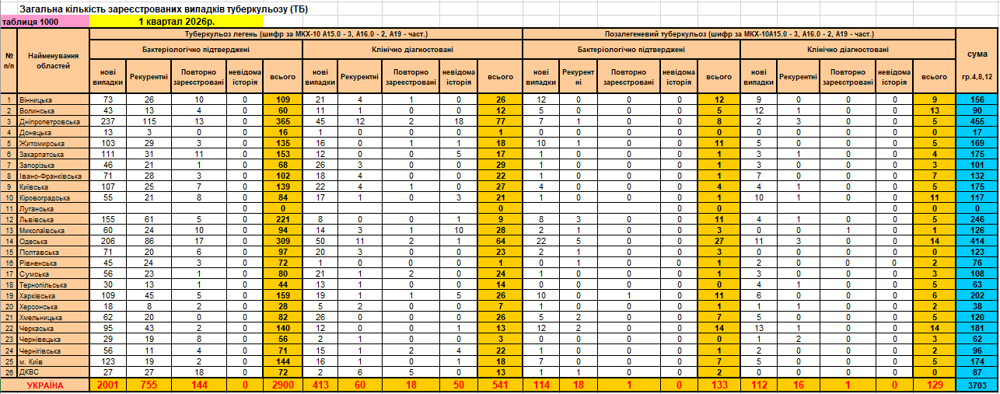 Загальна кількість зареєстрованих випадків туберкульозу (ТБ)
таблиця 1000 1 квартал 2026р.
№ п/п Найменування областей Туберкульоз легень (шифр за МКХ-10 А15.0 - 3, А16.0 - 2, А19 - част.) Позалегеневий туберкульоз (шифр за МКХ-10А15.0 - 3, А16.0 - 2, А19 - част.) сума
Бактеріологічно підтверджені Клінічно діагностовані Бактеріологічно підтверджені Клінічно діагностовані
нові випадки Рекурентні Повторно зареєстровані невідома історія всього нові випадки Рекурентні Повторно зареєстровані невідома історія всього нові випадки Рекурент ні Повторно зареєстровані невідома історія всього нові випадки Рекурентні Повторно зареєстровані невідома історія всього гр.4,8,12
1 Вінницька 73 26 10 0 109 21 4 1 0 26 12 0 0 0 12 9 0 0 0 9 156
2 Волинська 43 13 4 0 60 11 1 0 0 12 5 0 0 0 5 12 1 0 0 13 90
3 Дніпропетровська 237 115 13 0 365 45 12 2 18 77 7 1 0 0 8 2 3 0 0 5 455
4 Донецька 13 3 0 0 16 1 0 0 0 1 0 0 0 0 0 0 0 0 0 0 17
5 Житомирська 103 29 3 0 135 16 0 1 1 18 10 1 0 0 11 5 0 0 0 5 169
6 Закарпатська 111 31 11 0 153 12 0 0 5 17 1 0 0 0 1 3 1 0 0 4 175
7 Запорізька 46 21 1 0 68 26 3 0 0 29 1 0 0 0 1 3 0 0 0 3 101
8 Івано-Франківська 71 28 3 0 102 18 4 0 0 22 1 0 0 0 1 7 0 0 0 7 132
9 Київська 107 25 7 0 139 22 4 1 0 27 4 0 0 0 4 4 1 0 0 5 175
10 Кіровоградська 55 21 8 0 84 17 1 0 3 21 1 0 0 0 1 10 1 0 0 11 117
11 Луганська 0 0 0 0 0 0 0 0 0
12 Львівська 155 61 5 0 221 8 0 0 1 9 8 3 0 0 11 4 1 0 0 5 246
13 Миколаївська 60 24 10 0 94 14 3 1 10 28 2 1 0 0 3 0 0 1 0 1 126
14 Одеська 206 86 17 0 309 50 11 2 1 64 22 5 0 0 27 11 3 0 0 14 414
15 Полтавська 71 20 6 0 97 20 3 0 0 23 2 1 0 0 3 0 0 0 0 0 123
16 Рівненська 45 24 3 0 72 1 0 0 0 1 0 1 0 0 1 2 0 0 0 2 76
17 Сумська 56 23 1 0 80 21 1 2 0 24 1 0 0 0 1 3 0 0 0 3 108
18 Тернопільська 30 13 1 0 44 13 1 0 0 14 0 0 0 0 0 4 1 0 0 5 63
19 Харківська 109 45 5 0 159 19 1 1 5 26 10 0 1 0 11 6 0 0 0 6 202
20 Херсонська 18 8 2 0 28 5 2 0 0 7 1 0 0 0 1 1 1 0 0 2 38
21 Хмельницька 62 20 0 0 82 26 0 0 0 26 5 2 0 0 7 5 0 0 0 5 120
22 Черкаська 95 43 2 0 140 12 0 0 1 13 12 2 0 0 14 13 1 0 0 14 181
23 Чернівецька 29 19 8 0 56 2 1 0 0 3 0 0 0 0 0 1 2 0 0 3 62
24 Чернігівська 56 11 4 0 71 15 1 2 4 22 1 0 0 0 1 2 0 0 0 2 96
25 м. Київ 123 19 2 0 144 16 1 0 1 18 7 0 0 0 7 5 0 0 0 5 174
26 ДКВС 27 27 18 0 72 2 6 5 0 13 1 1 0 0 2 0 0 0 0 0 87
УКРАЇНА 2001 755 144 0 2900 413 60 18 50 541 114 18 1 0 133 112 16 1 0 129 3703